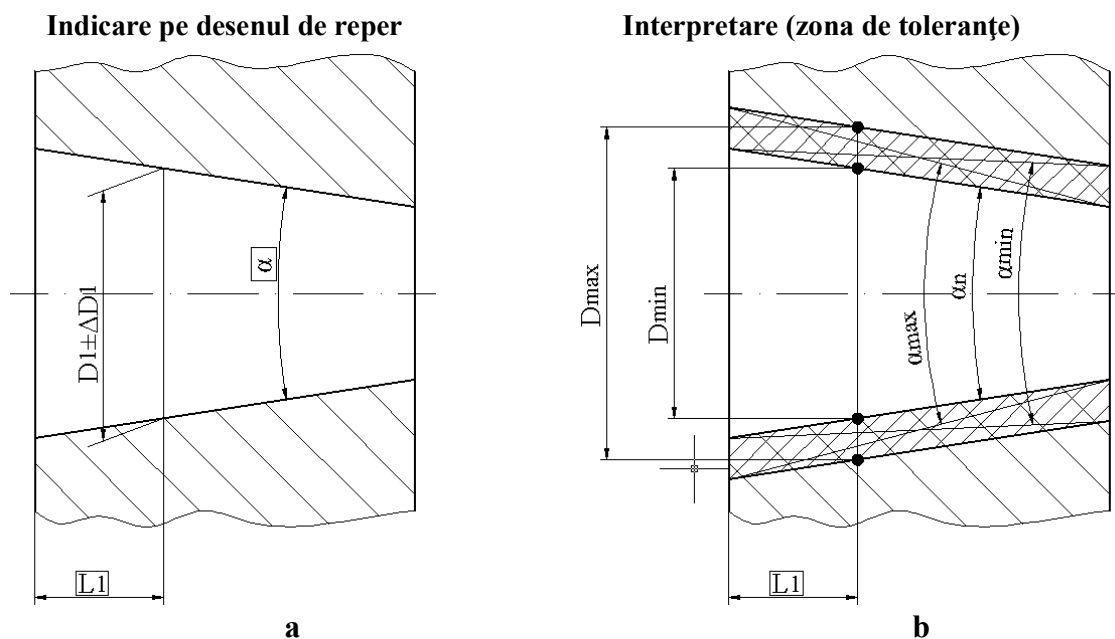 Indicare pe desenul de reper
Interpretare (zona de toleranţe)
D1±ΔD1
α
L1
a
Dmax
Dmin
αmax
αn
αmin
L1
b